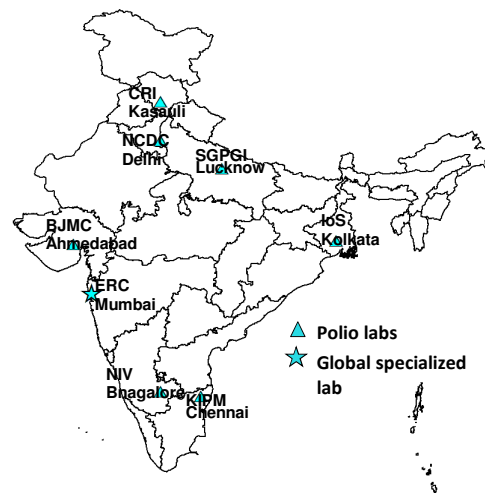 CRI
Kasauli
NCDC
Delhi
SGPGI
Lucknow
BJMC
Ahmedabad
IoS
Kolkata
ERC
Mumbai
Polio labs
Global specialized
lab
NIV
Bnagalore
KIPM
Chennai